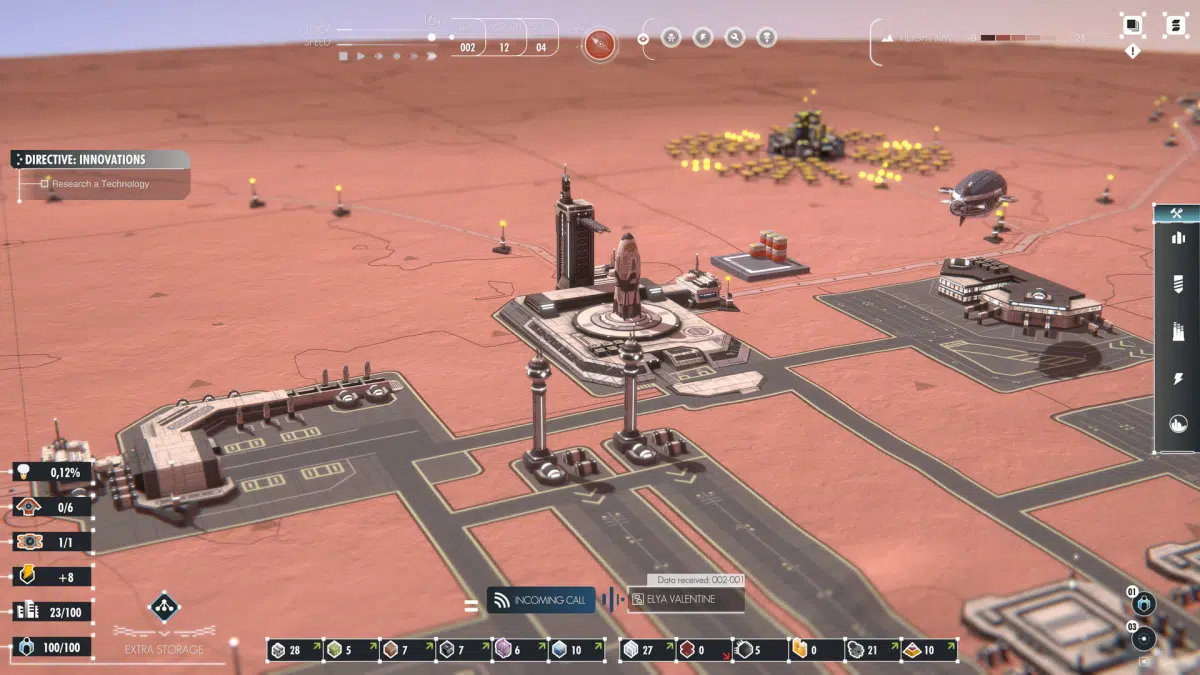 16x
CLOCK
SPEED
002
12
04
-9
21
DIRECTIVE: INNOVATIONS
Research a Technology
0,12%
0/6
1/1
+8
23/100
100/100
EXTRA STORAGE
INCOMING CALL
Data received: 002-001
ELYA VALENTINE
28
5
7
7
6
10
27
0
5
0
21
10
01
03